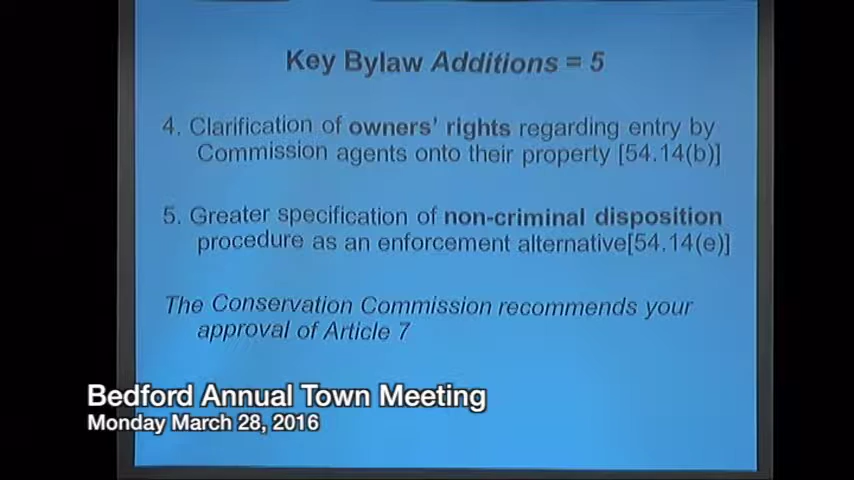 Key Bylaw Additions = 5
4. Clarification of owners' rights regarding entry by
Commission agents onto their property [54.14(b)]
5. Greater specification of non-criminal disposition
procedure as an enforcement alternative[54.14(e)]
The Conservation Commission recommends your
approval of Article 7
Bedford Annual Town Meeting
Monday March 28, 2016